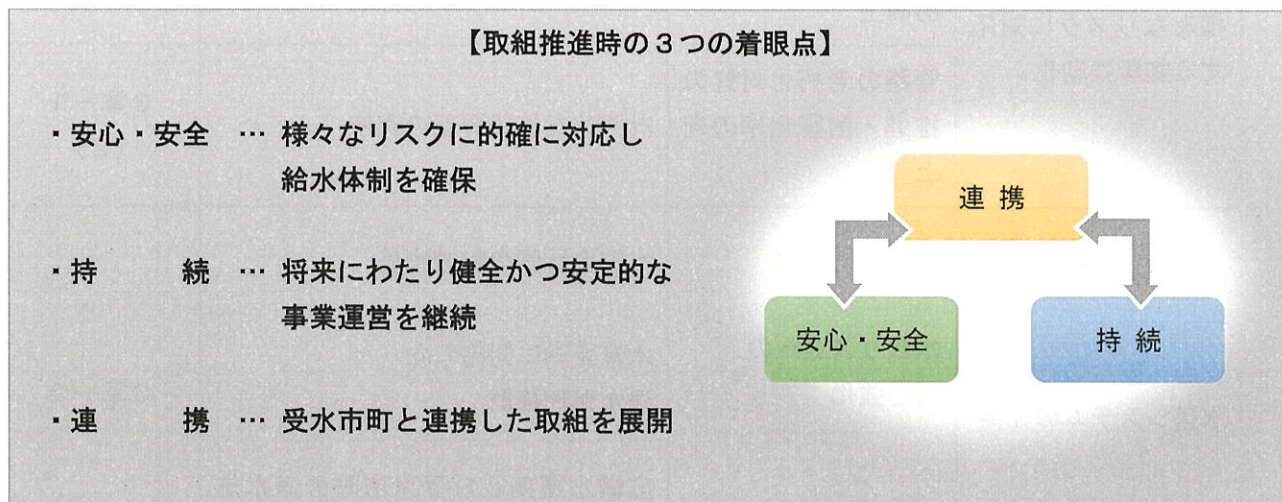 【取組推進時の3つの着眼点】
・安心・安全 … 様々なリスクに的確に対応し
給水体制を確保
・持 続 … 将来にわたり健全かつ安定的な
事業運営を継続
・連 携 … 受水市町と連携した取組を展開
連 携
安心・安全
持 続